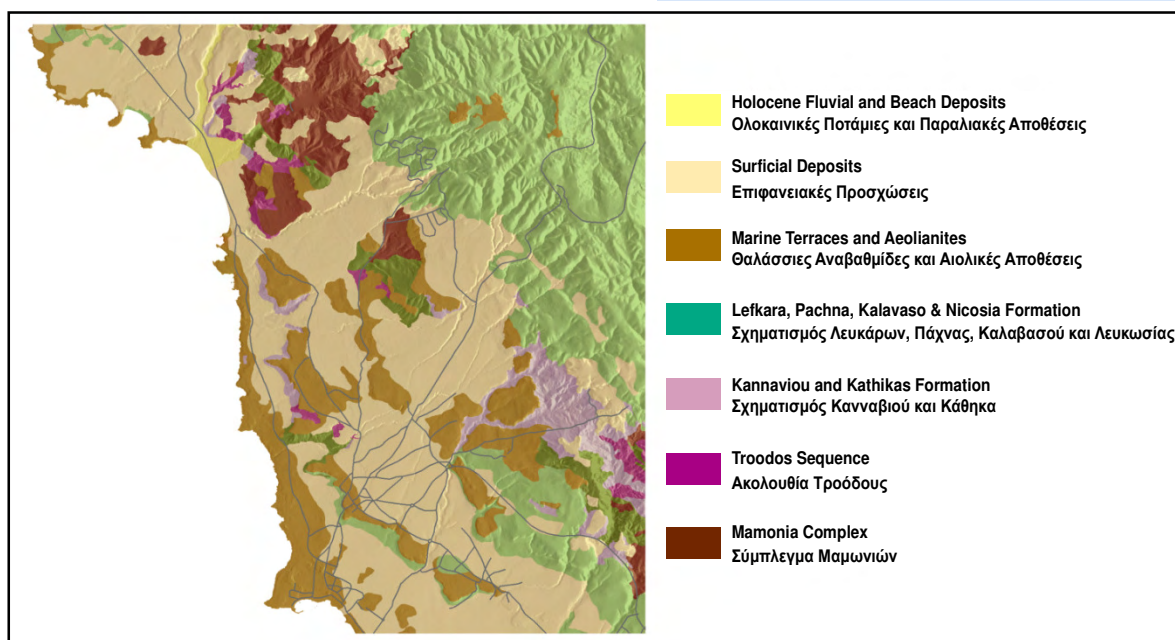 Holocene Fluvial and Beach Deposits
Ολοκαινικές Ποτάμιες και Παραλιακές Αποθέσεις
Surficial Deposits
Επιφανειακές Προσχώσεις
Marine Terraces and Aeolianites
Θαλάσσιες Αναβαθμίδες και Αιολικές Αποθέσεις
Lefkara, Pachna, Kalavaso & Nicosia Formation
Σχηματισμός Λευκάρων, Πάχνας, Καλαβασού και Λευκωσίας
Kannaviou and Kathikas Formation
Σχηματισμός Κανναβιού και Κάθηκα
Troodos Sequence
Ακολουθία Τροόδους
Mamonia Complex
Σύμπλεγμα Μαμωνιών